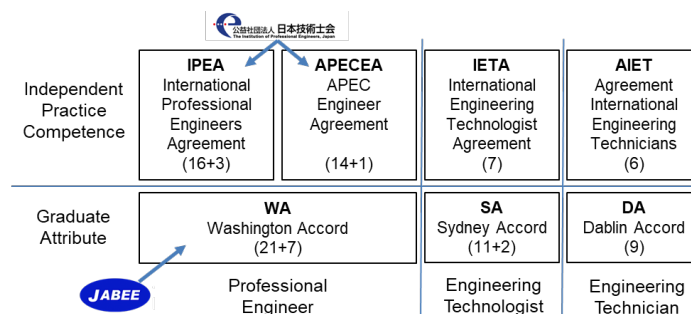 公益社団法人 日本技術士会
The Institution of Professional Engineers, Japan
Independent
Practice
Competence
IPEA
International
Professional
Engineers
Agreement
(16+3)
APECEA
APEC
Engineer
Agreement
(14+1)
IETA
International
Engineering
Technologist
Agreement
(7)
AIET
Agreement
International
Engineering
Technicians
(6)
Graduate
Attribute
WA
Washington Accord
(21+7)
SA
Sydney Accord
(11+2)
DA
Dablin Accord
(9)
JABEE
Professional
Engineer
Engineering
Technologist
Engineering
Technician